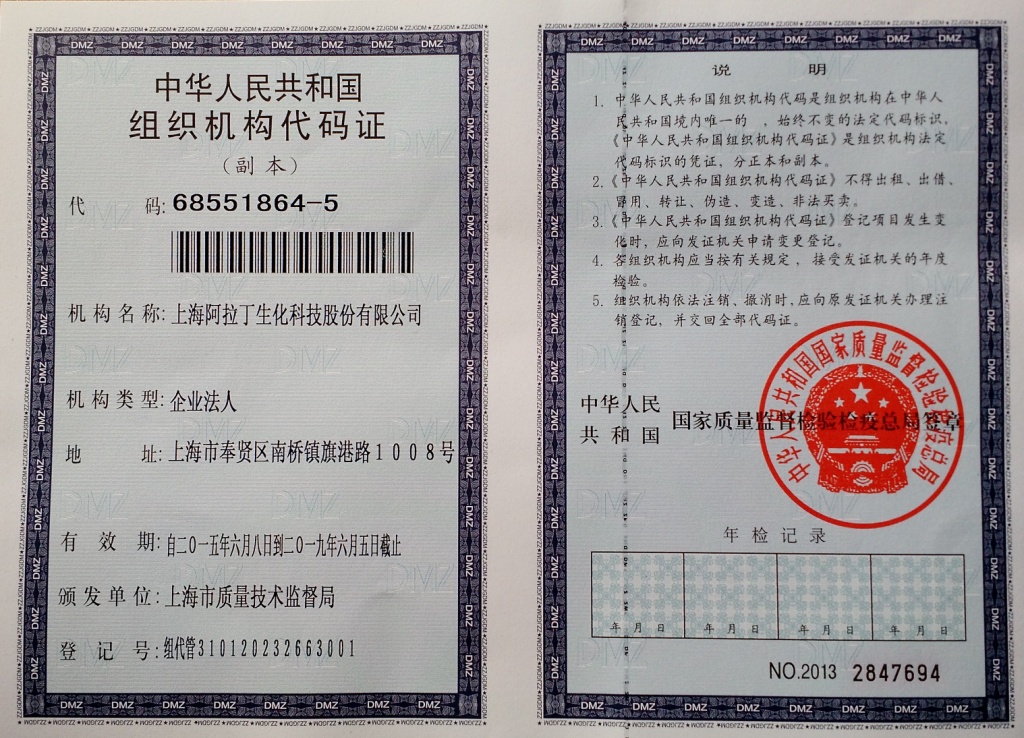 中华人民共和国
组织机构代码证
（副本）
代 码: 68551864-5
机构名称: 上海阿拉丁生化科技股份有限公司
机构类型: 企业法人
地 址: 上海市奉贤区南桥镇旗港路1008号
有 效 期: 自二〇一五年六月八日到二〇一九年六月五日截止
颁发单位: 上海市质量技术监督局
登 记 号: 组代管310120232663001
说 明
1. 中华人民共和国组织机构代码是组织机构在中华人
民共和国境内唯一的 、始终不变的法定代码标识,
《中华人民共和国组织机构代码证》是组织机构法定
代码标识的凭证，分正本和副本。
2.《中华人民共和国组织机构代码证》不得出租、出借、
冒用、转让、伪造、变造、非法买卖。
3.《中华人民共和国组织机构代码证》登记项目发生变
化时，应向发证机关申请变更登记。
4. 各组织机构应当按有关规定，接受发证机关的年度
检验。
5. 组织机构依法注销、撤消时,应向原发证机关办理注
销登记，并交回全部代码证。
中华人民
共和国 国家质量监督检验检疫总局签章
中华人民共和国国家质量监督检验检疫总局
年检记录
年 月 日 年 月 日 年 月 日 年 月 日
NO.2013 2847694
DMZ
ZZJGDM